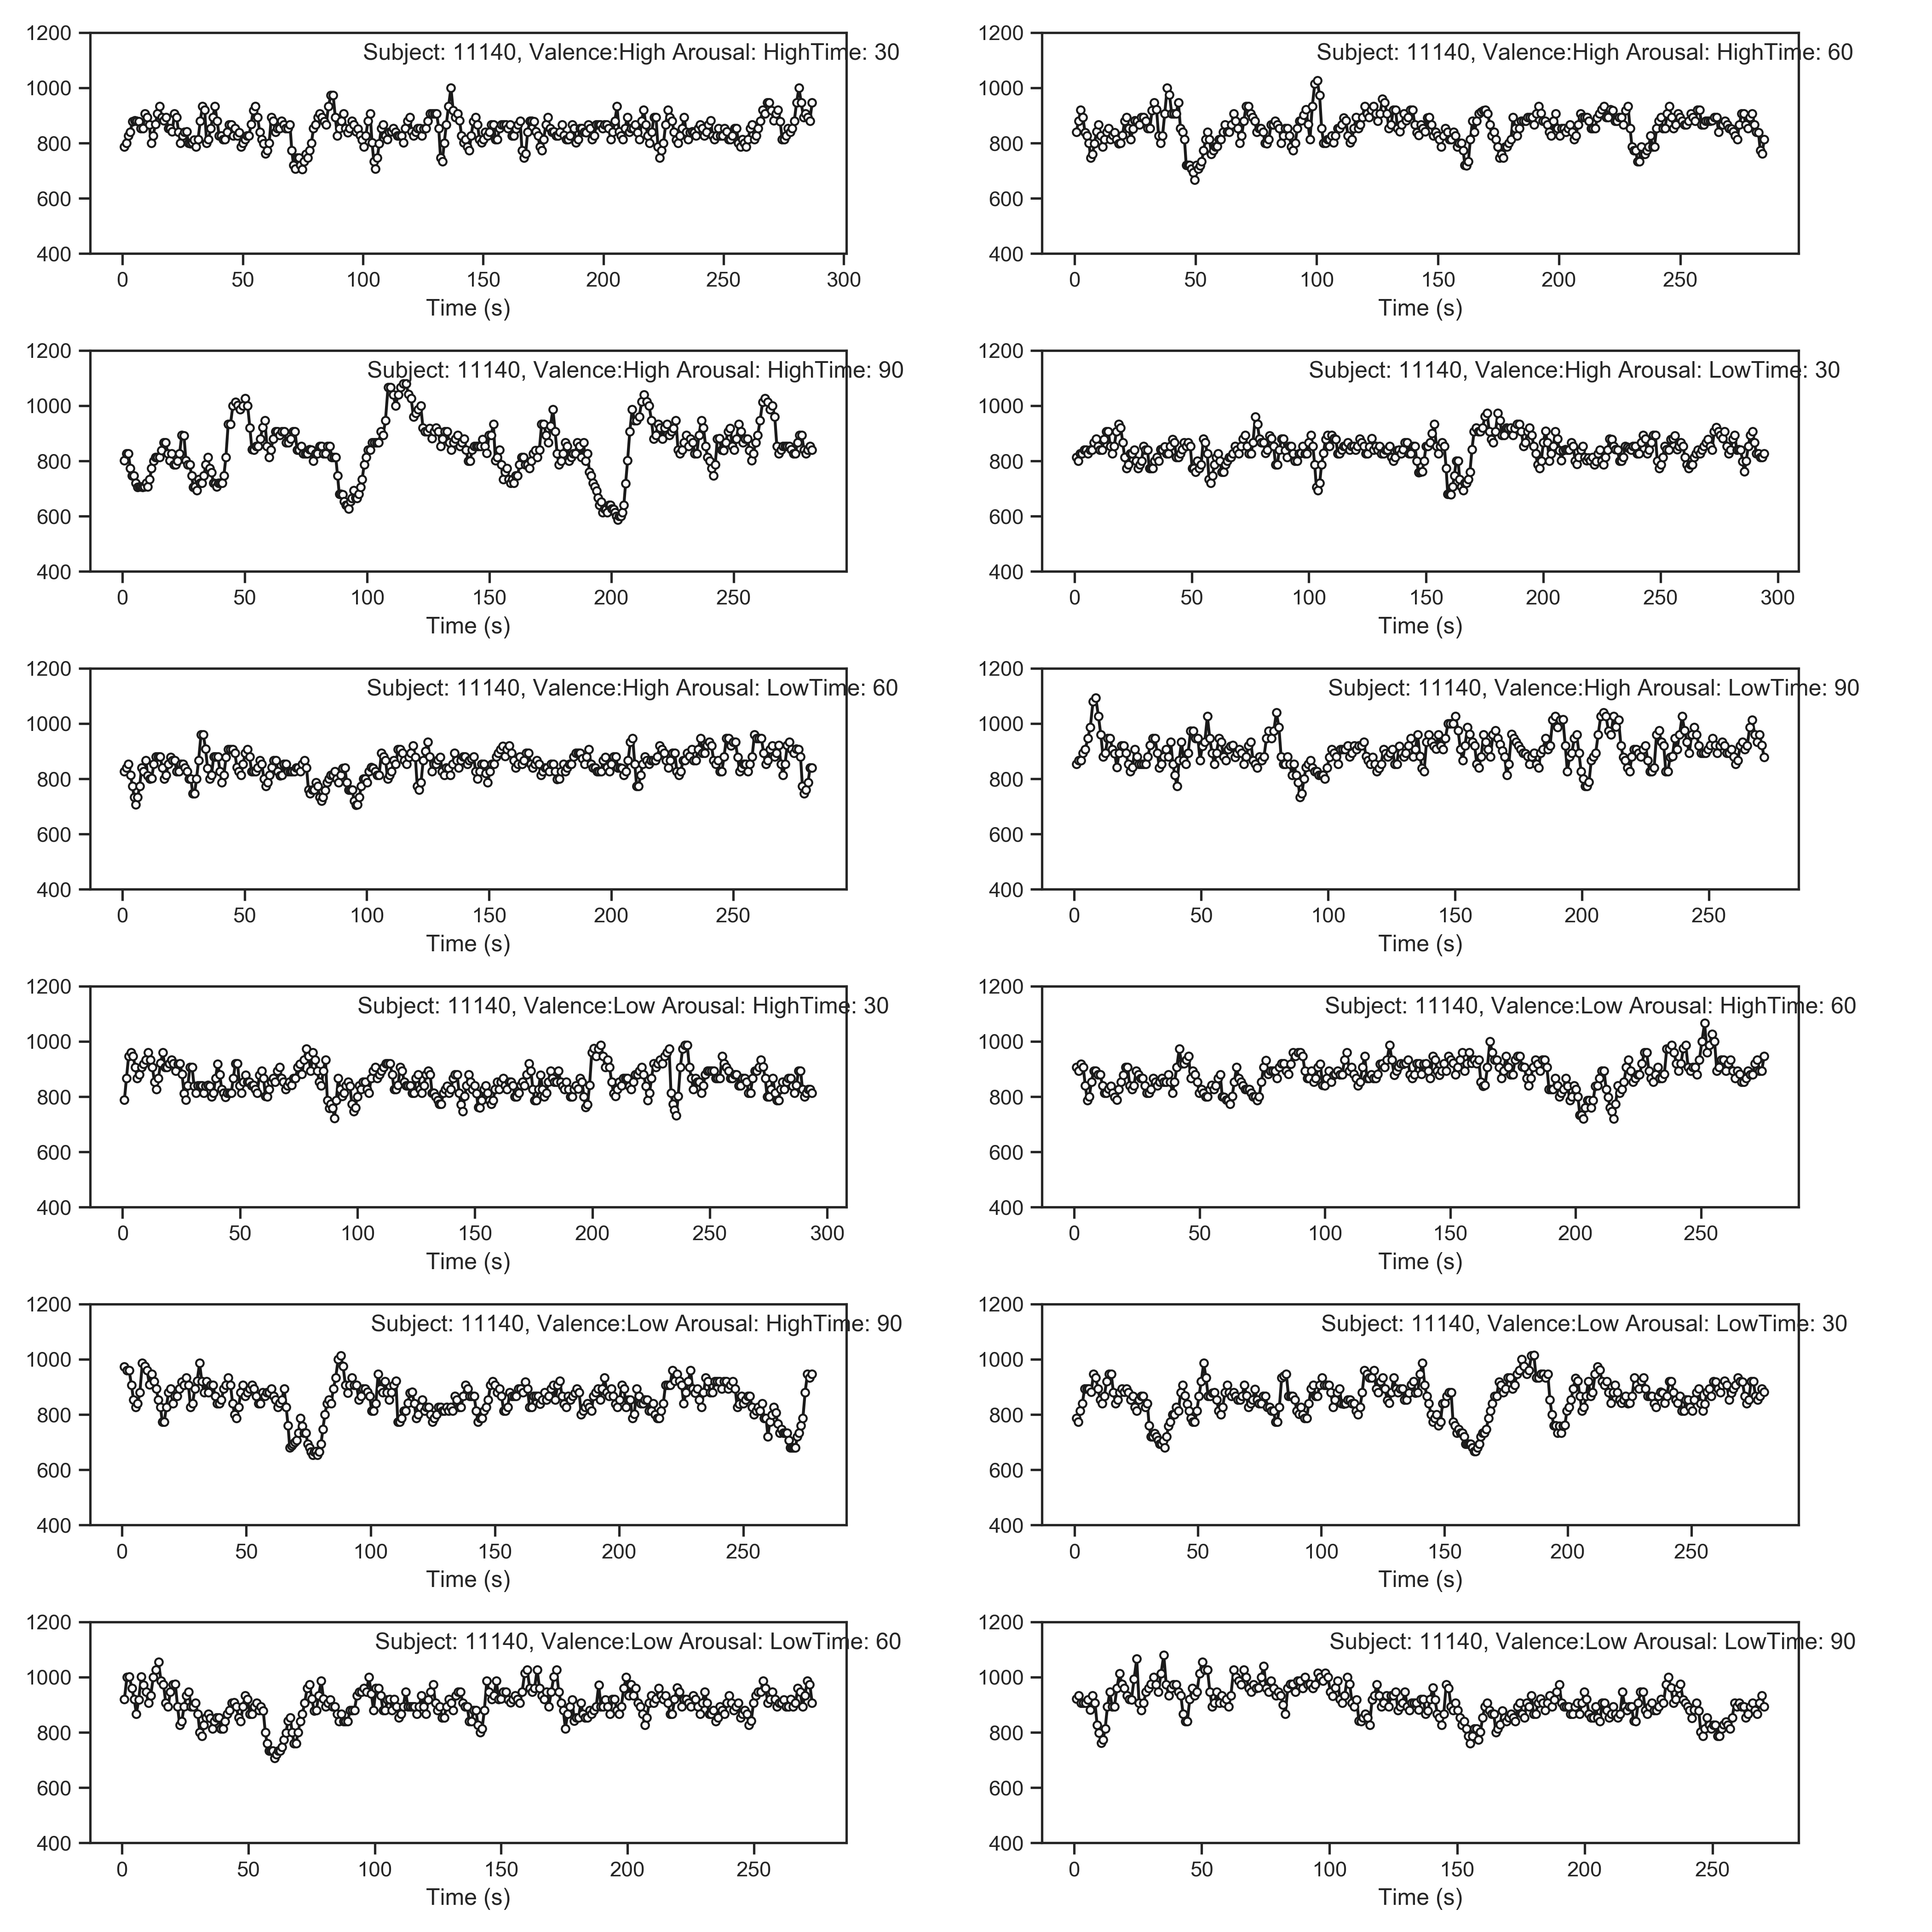 1200
1000
800
600
400
Subject: 11140, Valence:High Arousal: HighTime: 30
0 50 100 150 200 250 300
Time (s)
1200
1000
800
600
400
Subject: 11140, Valence:High Arousal: HighTime: 60
0 50 100 150 200 250
Time (s)
1200
1000
800
600
400
Subject: 11140, Valence:High Arousal: HighTime: 90
0 50 100 150 200 250
Time (s)
1200
1000
800
600
400
Subject: 11140, Valence:High Arousal: LowTime: 30
0 50 100 150 200 250 300
Time (s)
1200
1000
800
600
400
Subject: 11140, Valence:High Arousal: LowTime: 60
0 50 100 150 200 250
Time (s)
1200
1000
800
600
400
Subject: 11140, Valence:High Arousal: LowTime: 90
0 50 100 150 200 250
Time (s)
1200
1000
800
600
400
Subject: 11140, Valence:Low Arousal: HighTime: 30
0 50 100 150 200 250 300
Time (s)
1200
1000
800
600
400
Subject: 11140, Valence:Low Arousal: HighTime: 60
0 50 100 150 200 250
Time (s)
1200
1000
800
600
400
Subject: 11140, Valence:Low Arousal: HighTime: 90
0 50 100 150 200 250
Time (s)
1200
1000
800
600
400
Subject: 11140, Valence:Low Arousal: LowTime: 30
0 50 100 150 200 250
Time (s)
1200
1000
800
600
400
Subject: 11140, Valence:Low Arousal: LowTime: 60
0 50 100 150 200 250
Time (s)
1200
1000
800
600
400
Subject: 11140, Valence:Low Arousal: LowTime: 90
0 50 100 150 200 250
Time (s)